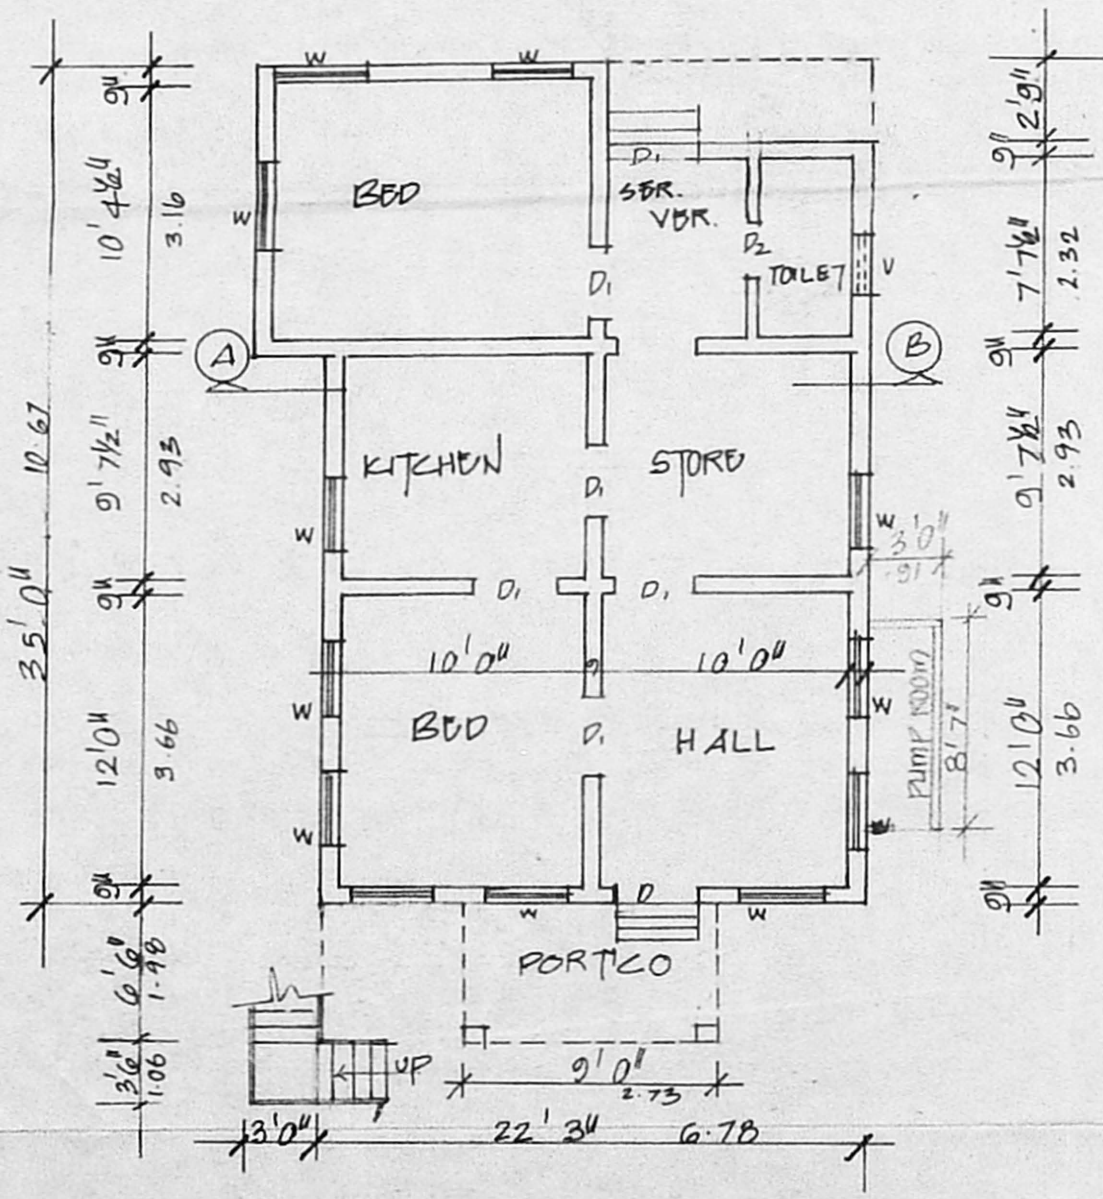 W
W
9"
10' 4½"
3.16
9"
9' 7½"
2.93
9"
12'0"
3.66
9"
35'0"
10.67
6'6"
1.98
3'6"
1.06
BED
W
D1
SER.
VER.
D1
D2
TOILET
V
A
B
KITCHEN
STORE
D1
W
W
D1
D1
10'0"
9
10'0"
BED
HALL
D1
W
W
W
W
D
W
W
PORTICO
UP
9'0"
2.73
3'0"
22'3"
6.78
2'9"
9"
7'7½"
2.32
9"
9'7½"
2.93
9"
12'0"
3.66
9"
3'0"
.91
PUMP ROOM
8'7"